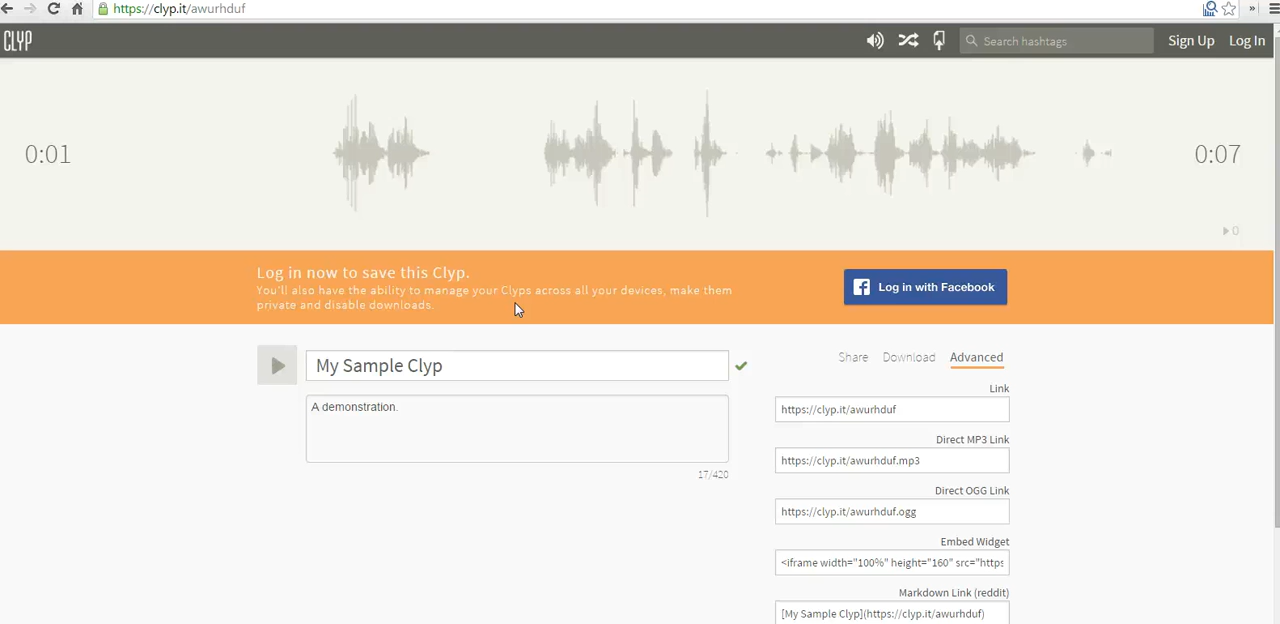 https://clyp.it/awurhduf
»
CLYP
Search hashtags
Sign Up
Log In
0:01
0:07
0
Log in now to save this Clyp.
You'll also have the ability to manage your Clyps across all your devices, make them
private and disable downloads.
Log in with Facebook
My Sample Clyp
A demonstration.
17/420
Share
Download
Advanced
Link
https://clyp.it/awurhduf
Direct MP3 Link
https://clyp.it/awurhduf.mp3
Direct OGG Link
https://clyp.it/awurhduf.ogg
Embed Widget
<iframe width="100%" height="160" src="https
Markdown Link (reddit)
[My Sample Clyp](https://clyp.it/awurhduf)